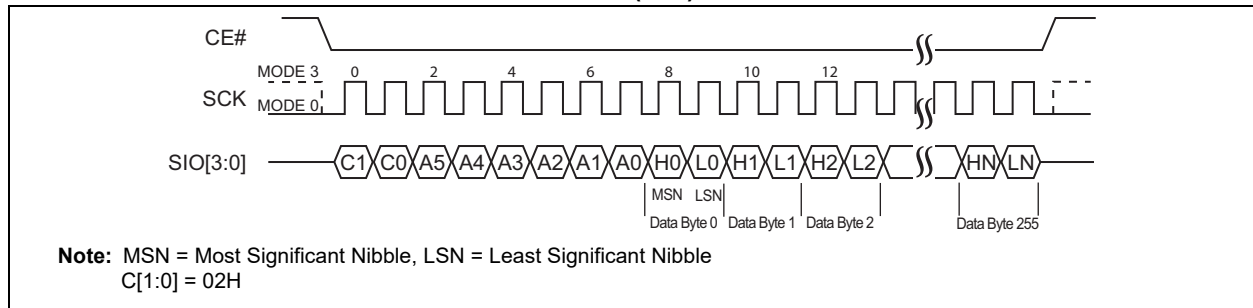 CE#
MODE 3 0 2 4 6 8 10 12
SCK MODE 0
SIO[3:0] C1 C0 A5 A4 A3 A2 A1 A0 H0 L0 H1 L1 H2 L2 HN LN
MSN LSN
Data Byte 0 Data Byte 1 Data Byte 2 Data Byte 255
Note: MSN = Most Significant Nibble, LSN = Least Significant Nibble
C[1:0] = 02H